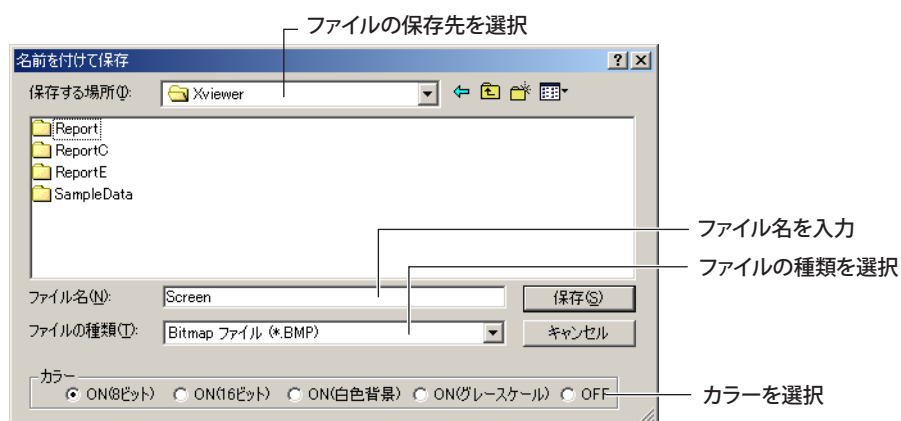 ファイルの保存先を選択
名前を付けて保存
保存する場所(I):
Xviewer
Report
ReportC
ReportE
SampleData
ファイル名を入力
ファイルの種類を選択
ファイル名(N):
Screen
保存(S)
ファイルの種類(T):
Bitmap ファイル (*.BMP)
キャンセル
カラー
ON(8ビット) ON(16ビット) ON(白色背景) ON(グレースケール) OFF
カラーを選択